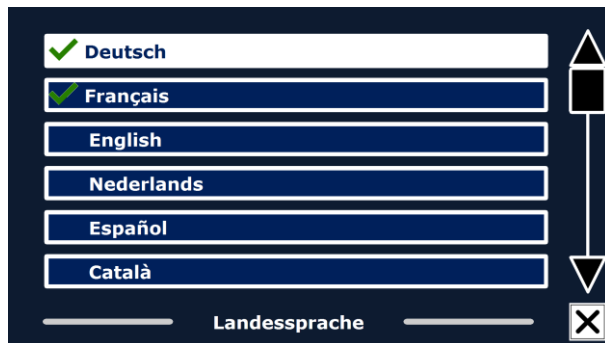 Deutsch
Français
English
Nederlands
Español
Català
Landessprache